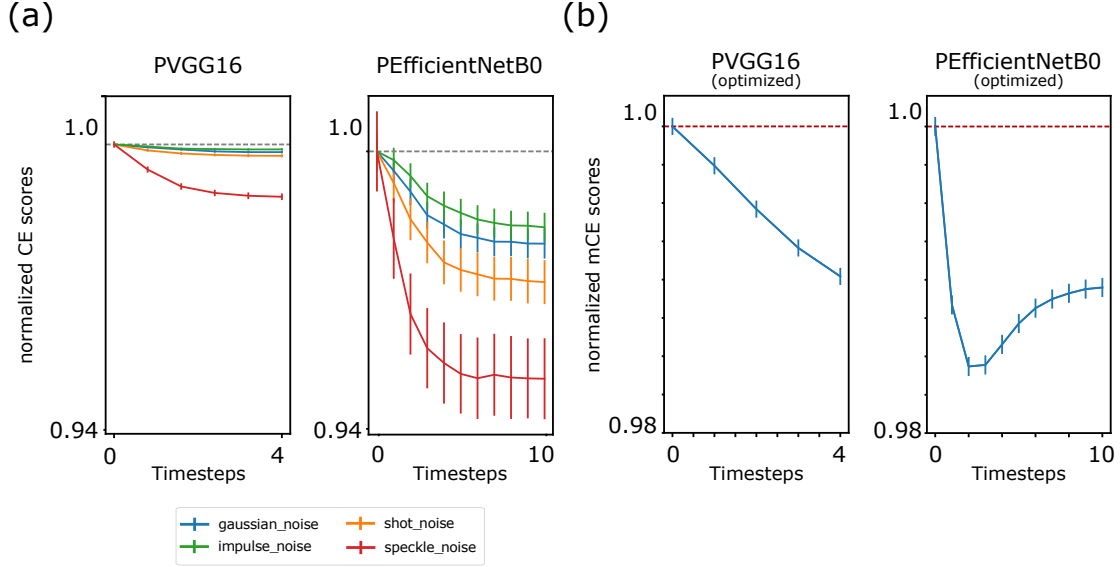 (a)
(b)
PVGG16
PEfficientNetB0
PVGG16
(optimized)
PEfficientNetB0
(optimized)
normalized CE scores
1.0
0.94
0
4
Timesteps
1.0
0.94
0
10
Timesteps
normalized mCE scores
1.0
0.98
0
4
Timesteps
1.0
0.98
0
10
Timesteps
gaussian_noise
shot_noise
impulse_noise
speckle_noise